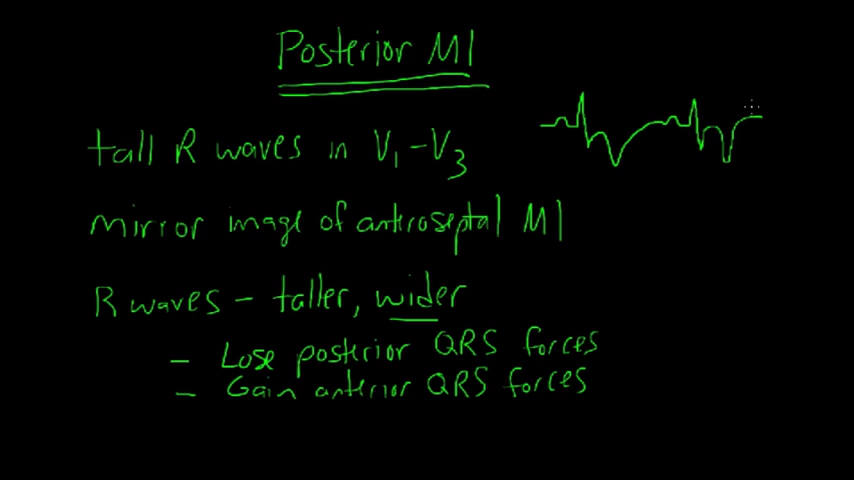 Posterior MI
tall R waves in V₁-V₃
mirror image of anteroseptal MI
R waves - taller, wider
- Lose posterior QRS forces
- Gain anterior QRS forces